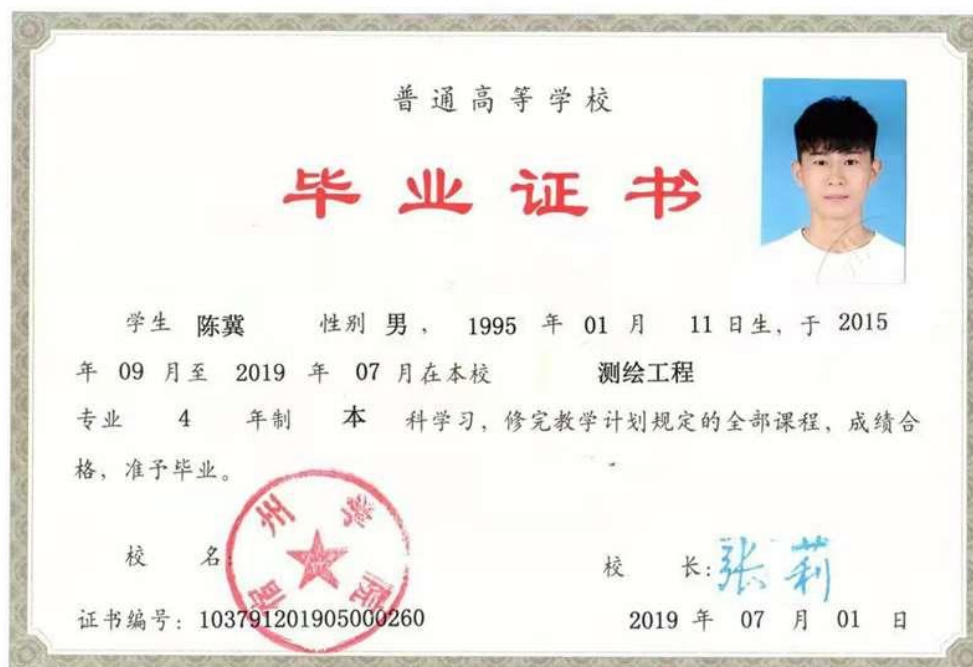 普通高等学校
毕业证书
学生 陈冀 性别 男 ， 1995 年 01 月 11 日生，于 2015
年 09 月至 2019 年 07 月在本校 测绘工程
专业 4 年制 本 科学习，修完教学计划规定的全部课程，成绩合
格，准予毕业。
宿州学院
校 名：
校 长：张莉
证书编号：103791201905000260
2019 年 07 月 01 日